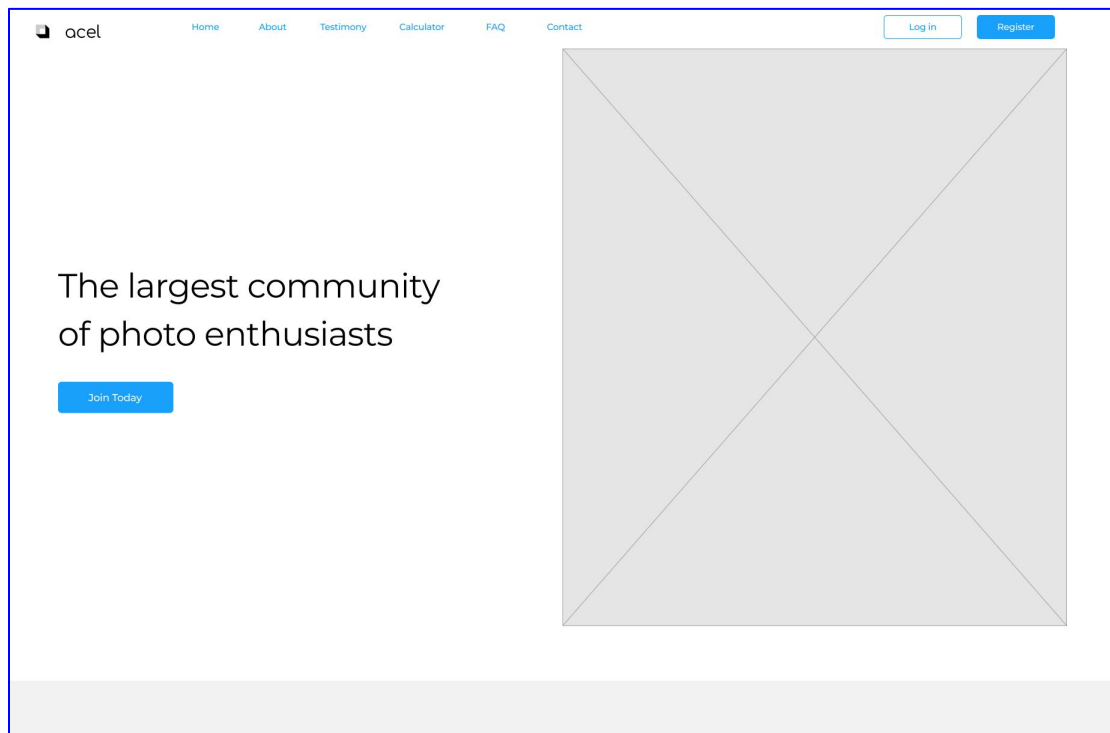 acel
Home About Testimony Calculator FAQ Contact
Log in Register
The largest community
of photo enthusiasts
Join Today